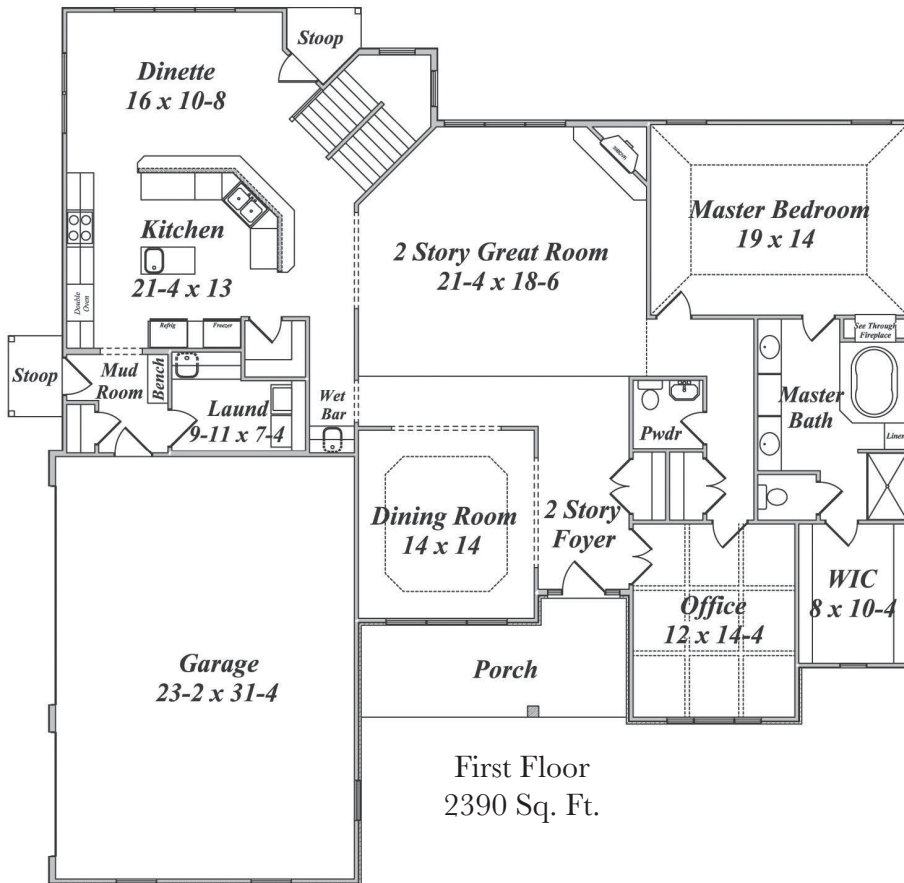 Stoop
Dinette
16 x 10-8
Kitchen
21-4 x 13
Double
Oven
Refrig
Freezer
2 Story Great Room
21-4 x 18-6
Master Bedroom
19 x 14
See Through
Fireplace
Master
Bath
Linen
Stoop
Mud
Room
Bench
Laund
9-11 x 7-4
Wet
Bar
Pwdr
Dining Room
14 x 14
2 Story
Foyer
Office
12 x 14-4
WIC
8 x 10-4
Garage
23-2 x 31-4
Porch
First Floor
2390 Sq. Ft.